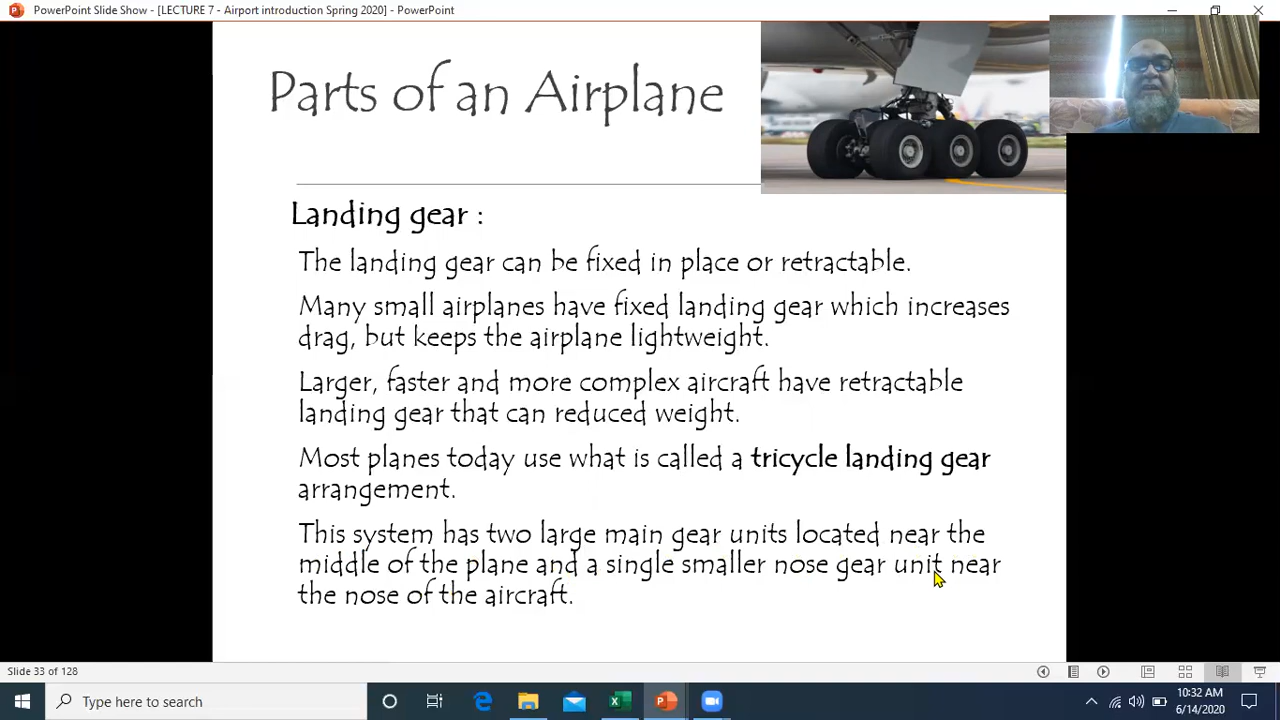 PowerPoint Slide Show - [LECTURE 7 - Airport introduction Spring 2020] - PowerPoint
Parts of an Airplane
Landing gear :
The landing gear can be fixed in place or retractable.
Many small airplanes have fixed landing gear which increases
drag, but keeps the airplane lightweight.
Larger, faster and more complex aircraft have retractable
landing gear that can reduced weight.
Most planes today use what is called a tricycle landing gear
arrangement.
This system has two large main gear units located near the
middle of the plane and a single smaller nose gear unit near
the nose of the aircraft.
Slide 33 of 128
Type here to search
10:32 AM
6/14/2020